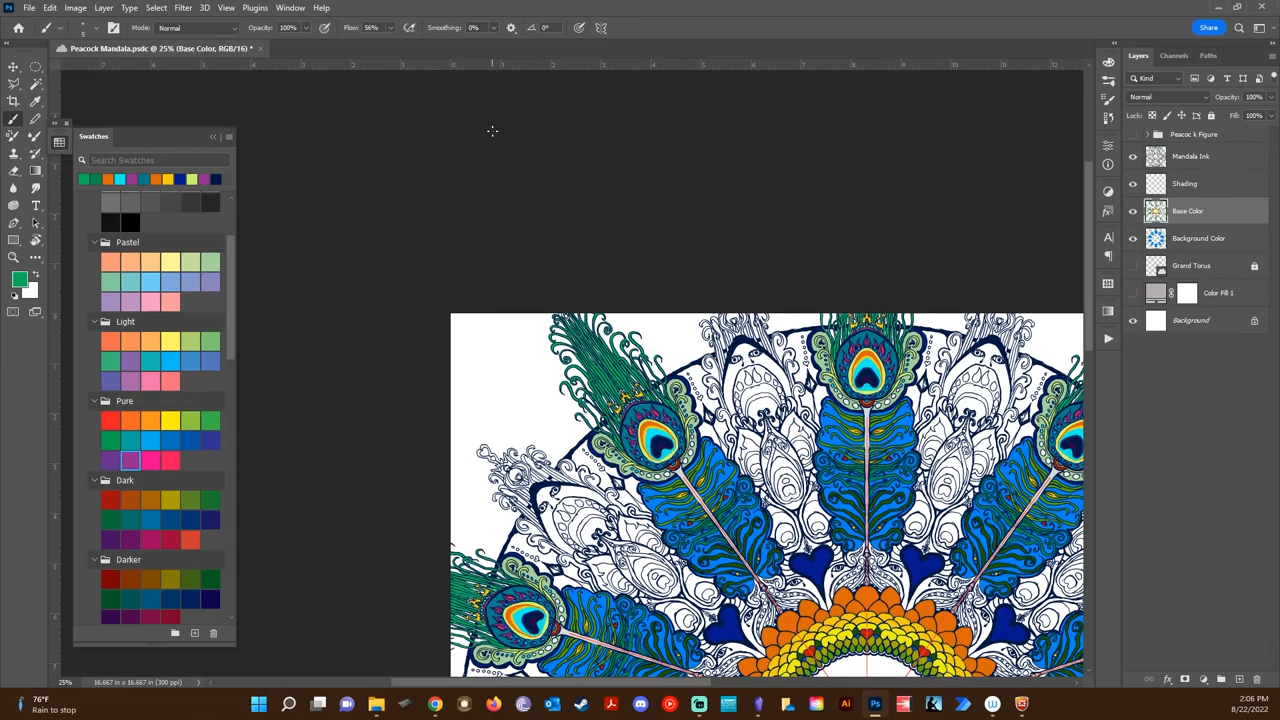 File Edit Image Layer Type Select Filter 3D View Plugins Window Help
Mode: Normal Opacity: 100% Flow: 56% Smoothing: 0% 0° Share
5
Peacock Mandala.psdc @ 25% (Base Color, RGB/16) *
Swatches
Search Swatches
Pastel
Light
Pure
Dark
Darker
Layers Channels Paths
Kind
Normal Opacity: 100%
Lock: Fill: 100%
Peacoc k Figure
Mandala Ink
Shading
Base Color
Background Color
Grand Torus
Color Fill 1
Background
25% 16.667 in x 16.667 in (300 ppi)
76°F
Rain to stop
2:06 PM
8/22/2022